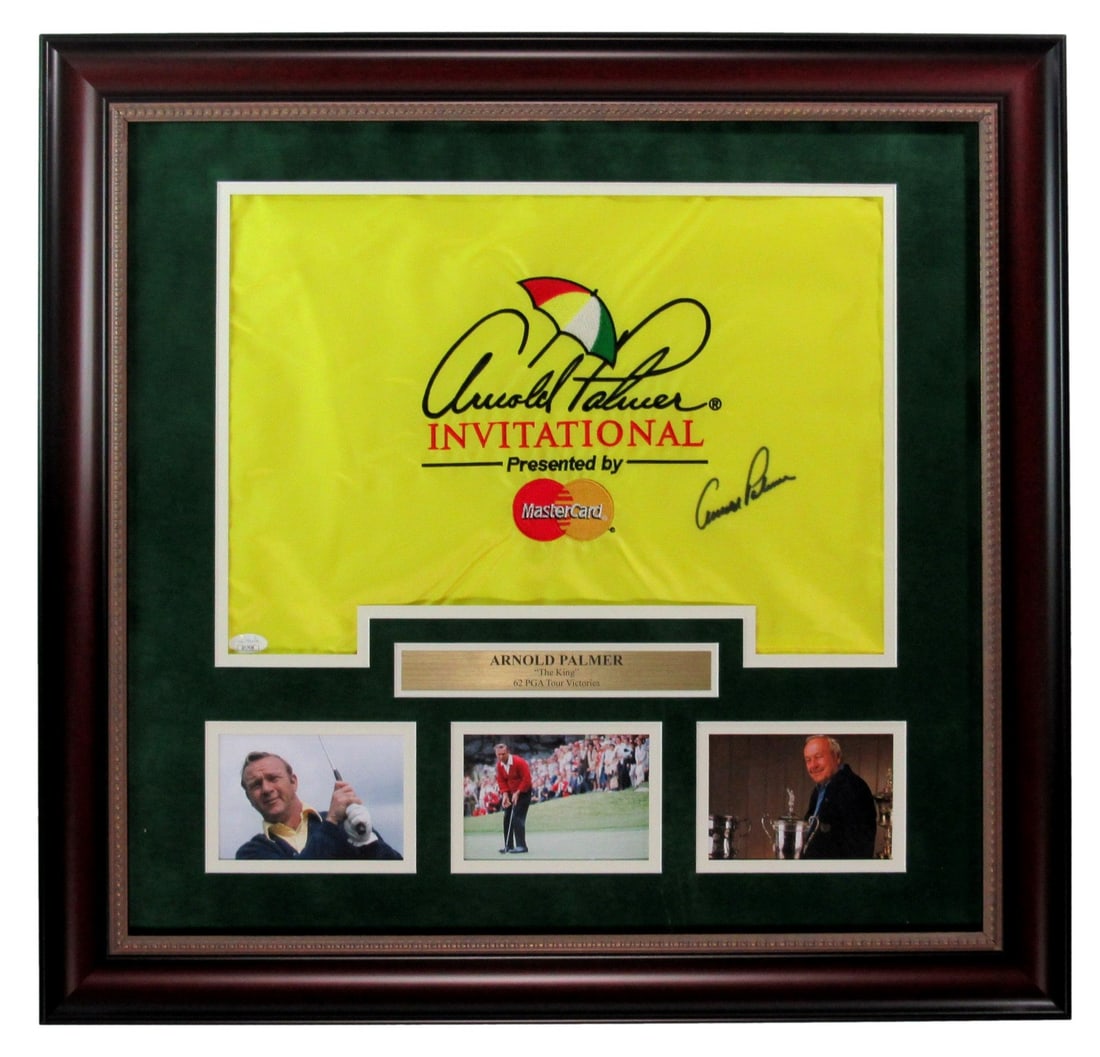 Arnold Palmer ®
INVITATIONAL
Presented by
MasterCard
Arnold Palmer
ARNOLD PALMER
"The King"
62 PGA Tour Victories